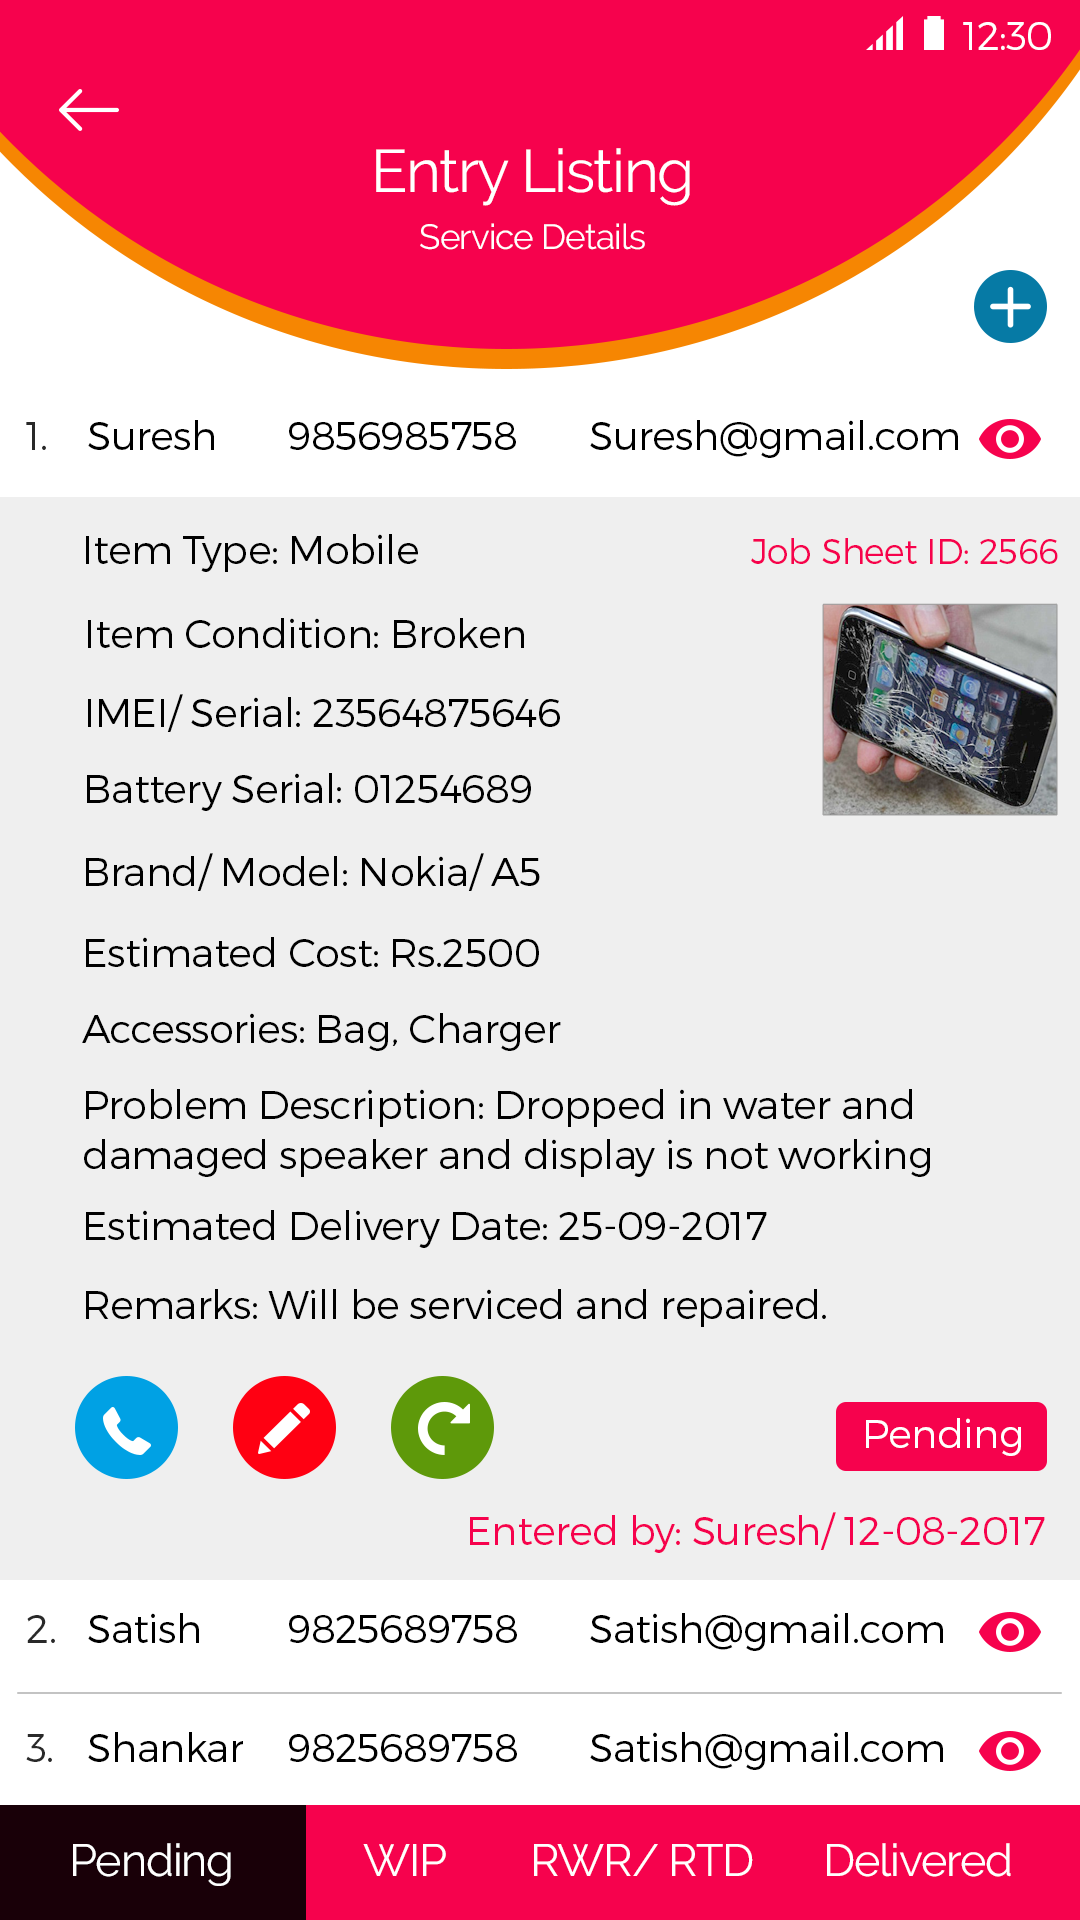 12:30
Entry Listing
Service Details
1. Suresh 9856985758 Suresh@gmail.com
Item Type: Mobile Job Sheet ID: 2566
Item Condition: Broken
IMEI/ Serial: 23564875646
Battery Serial: 01254689
Brand/ Model: Nokia/ A5
Estimated Cost: Rs.2500
Accessories: Bag, Charger
Problem Description: Dropped in water and
damaged speaker and display is not working
Estimated Delivery Date: 25-09-2017
Remarks: Will be serviced and repaired.
Pending
Entered by: Suresh/ 12-08-2017
2. Satish 9825689758 Satish@gmail.com
3. Shankar 9825689758 Satish@gmail.com
Pending WIP RWR/ RTD Delivered